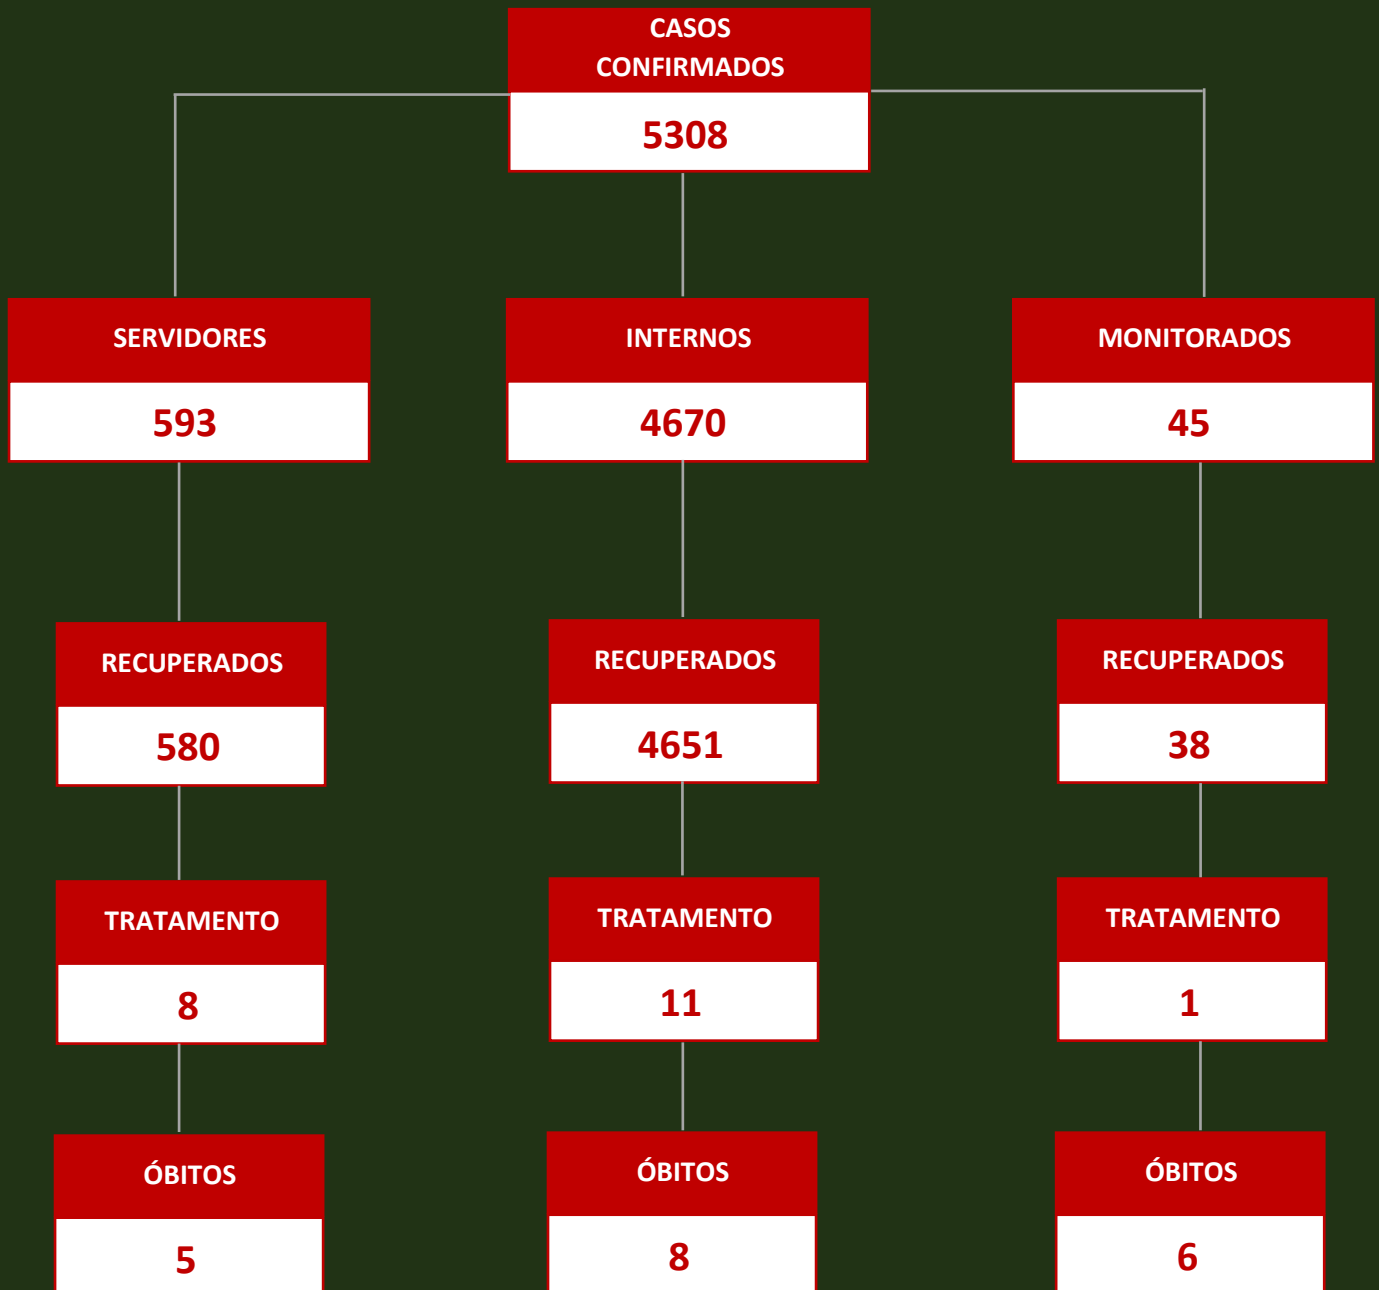 CASOS
CONFIRMADOS
5308
SERVIDORES
INTERNOS
MONITORADOS
593
4670
45
RECUPERADOS
RECUPERADOS
RECUPERADOS
580
4651
38
TRATAMENTO
TRATAMENTO
TRATAMENTO
8
11
1
ÓBITOS
ÓBITOS
ÓBITOS
5
8
6